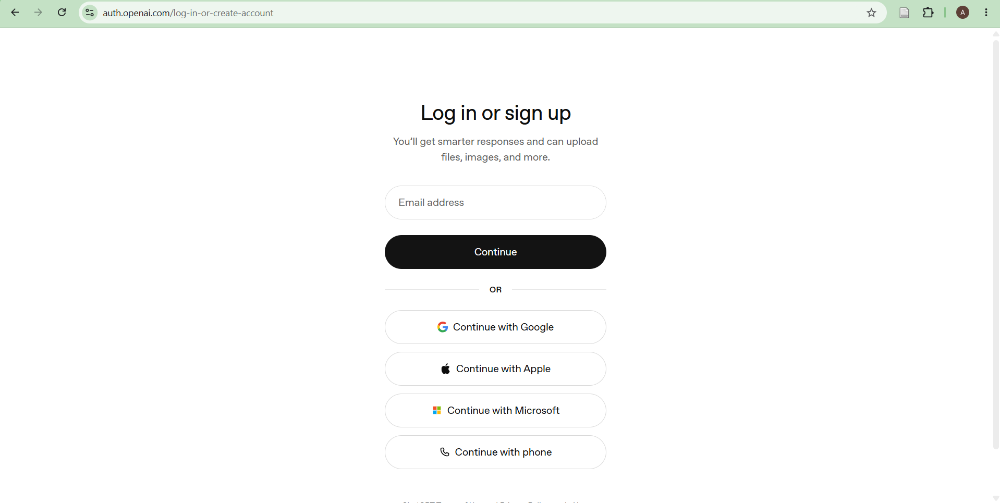 auth.openai.com/log-in-or-create-account
A
Log in or sign up
You’ll get smarter responses and can upload
files, images, and more.
Email address
Continue
OR
Continue with Google
Continue with Apple
Continue with Microsoft
Continue with phone